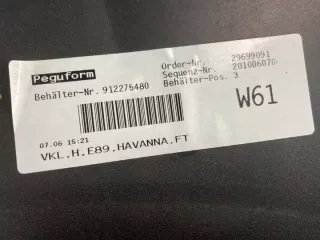 Peguform
Order-Nr. 29699091
Sequenz-Nr. 201006070
Behälter-Nr. 912275480 Behälter-Pos. 3
W61
07.06 15:21
VKL.H.E89.HAVANNA.FT